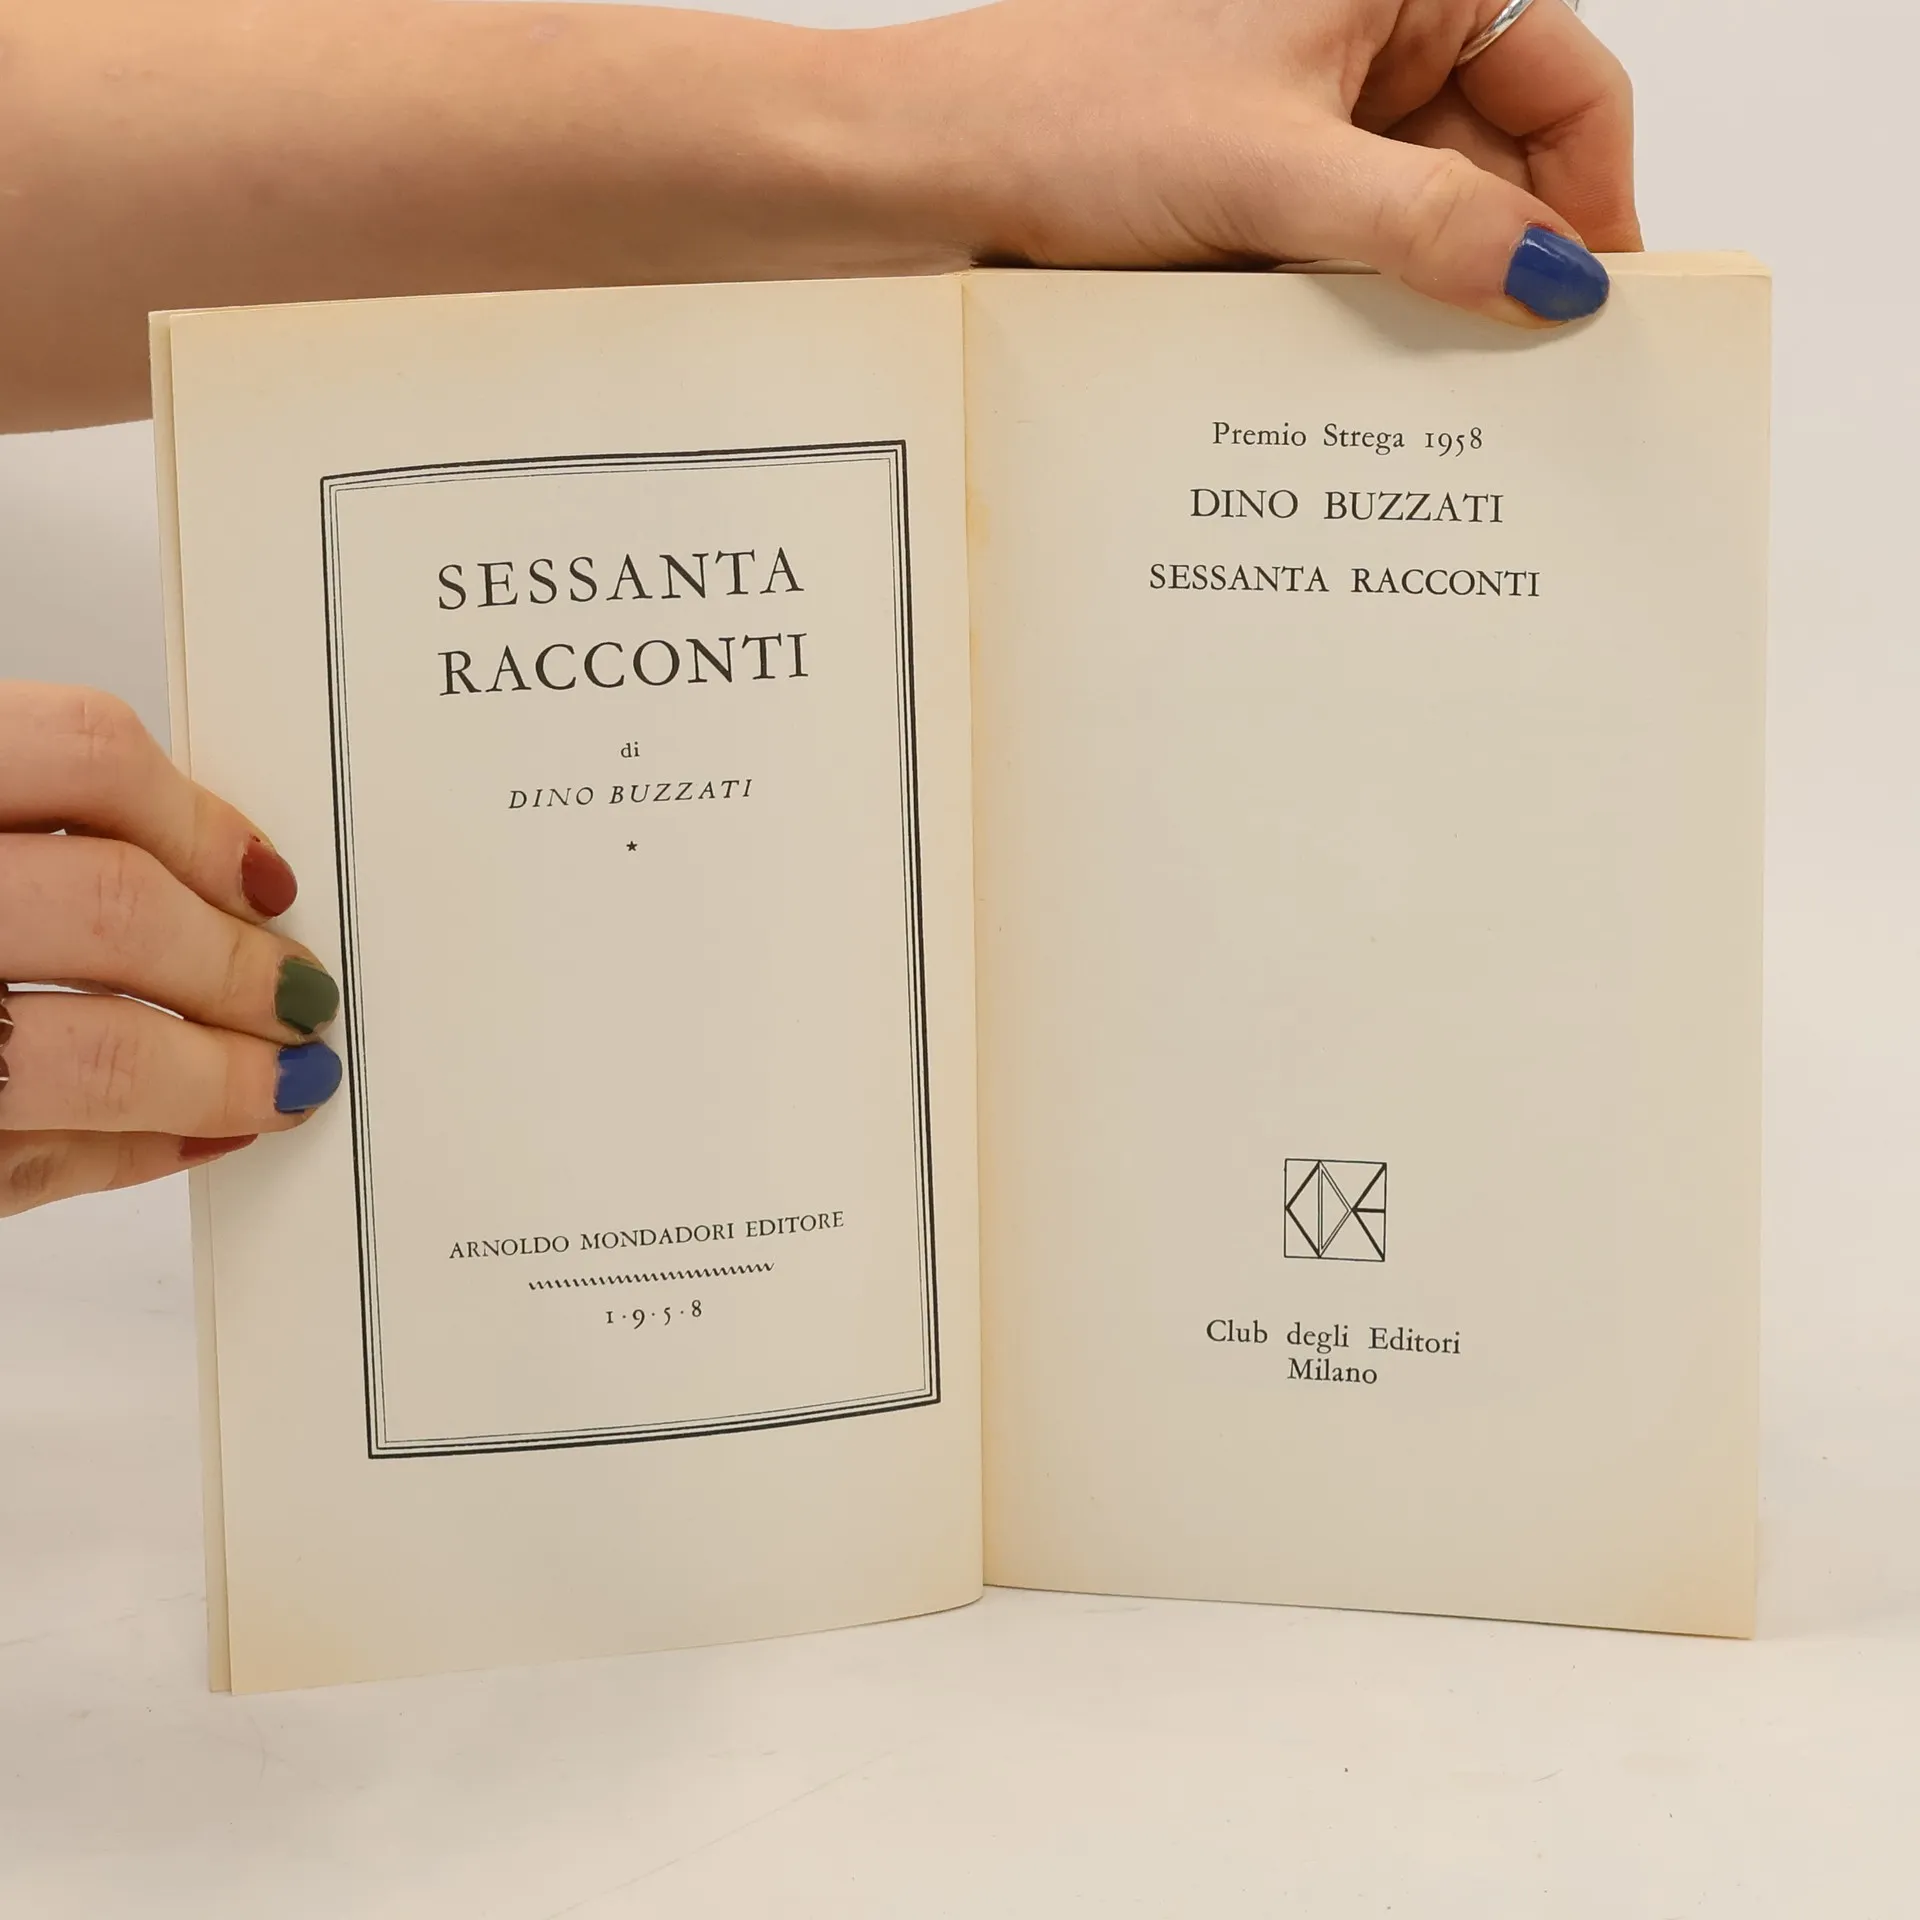 SESSANTA
RACCONTI
di
DINO BUZZATI
★
ARNOLDO MONDADORI EDITORE
1·9·5·8
Premio Strega 1958
DINO BUZZATI
SESSANTA RACCONTI
CDE
Club degli Editori
Milano